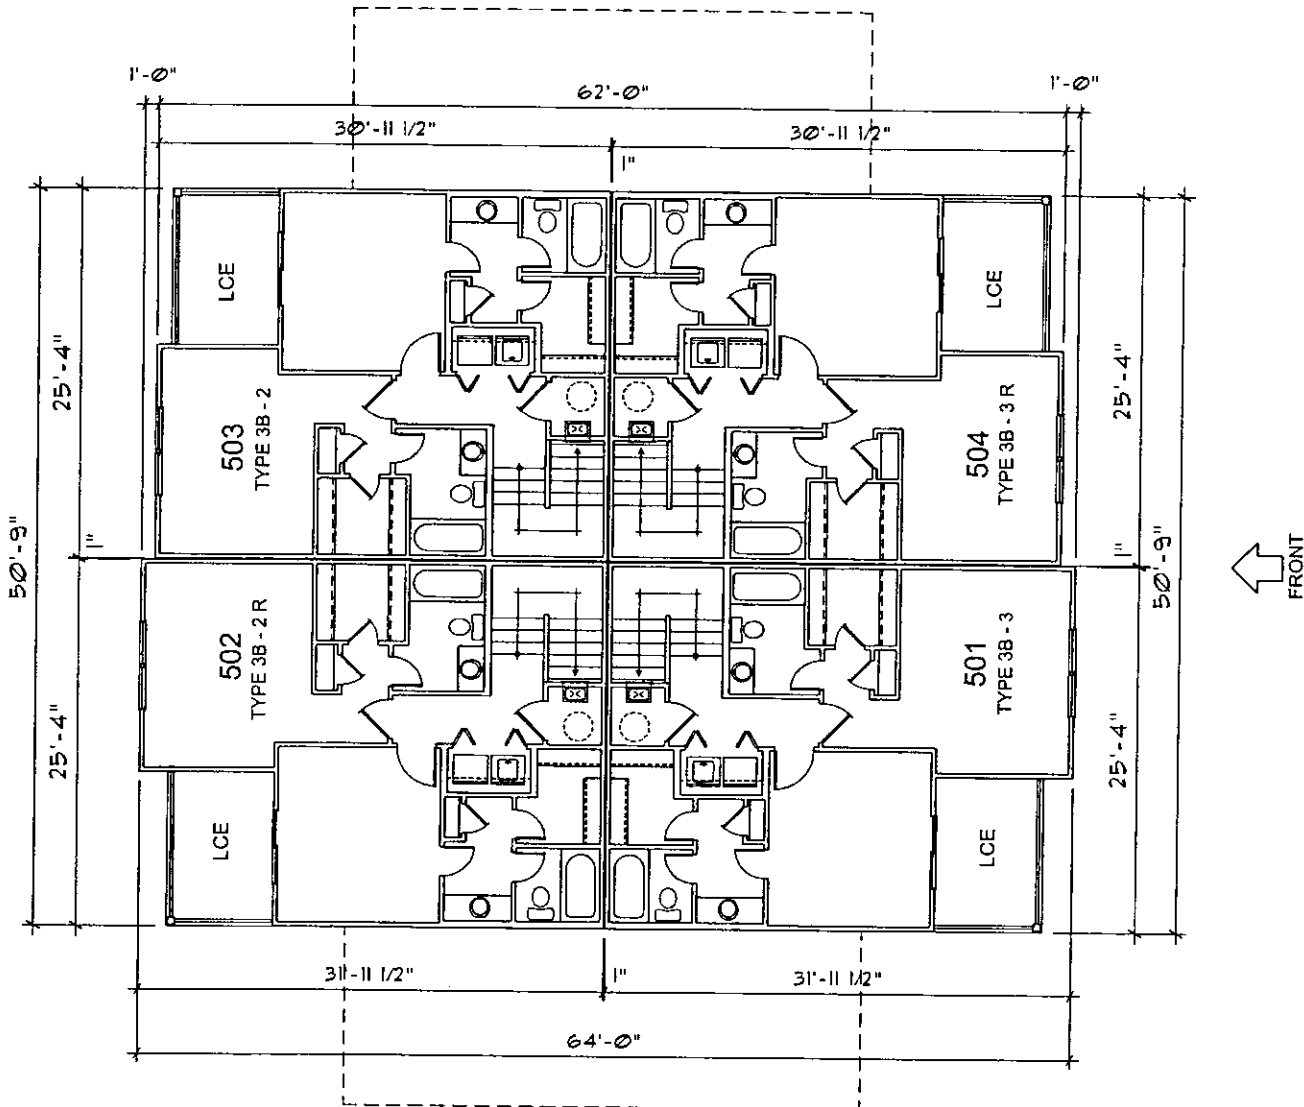 1'-0"
62'-0"
1'-0"
30'-11 1/2"
30'-11 1/2"
1"
LCE
LCE
25'-4"
25'-4"
503
TYPE 3B - 2
504
TYPE 3B - 3 R
50'-9"
1"
1"
50'-9"
FRONT
502
TYPE 3B - 2 R
501
TYPE 3B - 3
25'-4"
25'-4"
LCE
LCE
31'-11 1/2"
1"
31'-11 1/2"
64'-0"